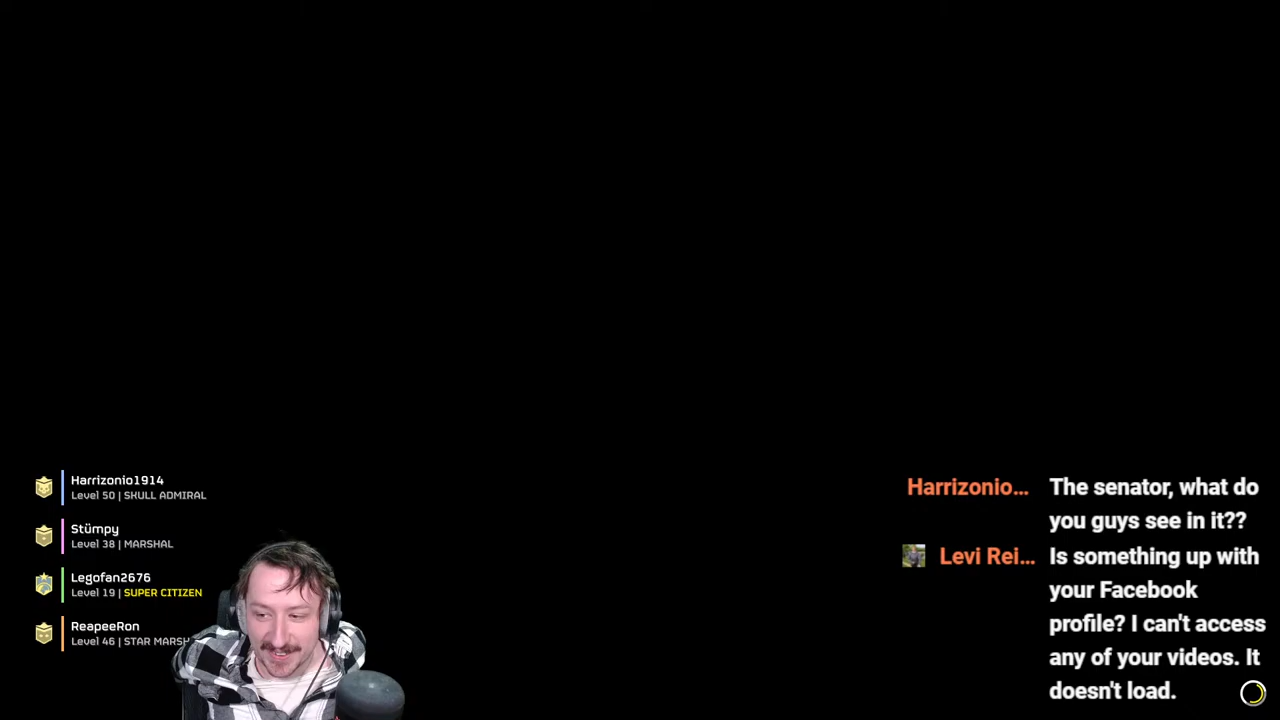 Harrizonio1914
Level 50 | SKULL ADMIRAL
Stümpy
Level 38 | MARSHAL
Legofan2676
Level 19 | SUPER CITIZEN
ReapeeRon
Level 46 | STAR MARSH
Harrizonio… The senator, what do
you guys see in it??
Levi Rei… Is something up with
your Facebook
profile? I can't access
any of your videos. It
doesn't load.